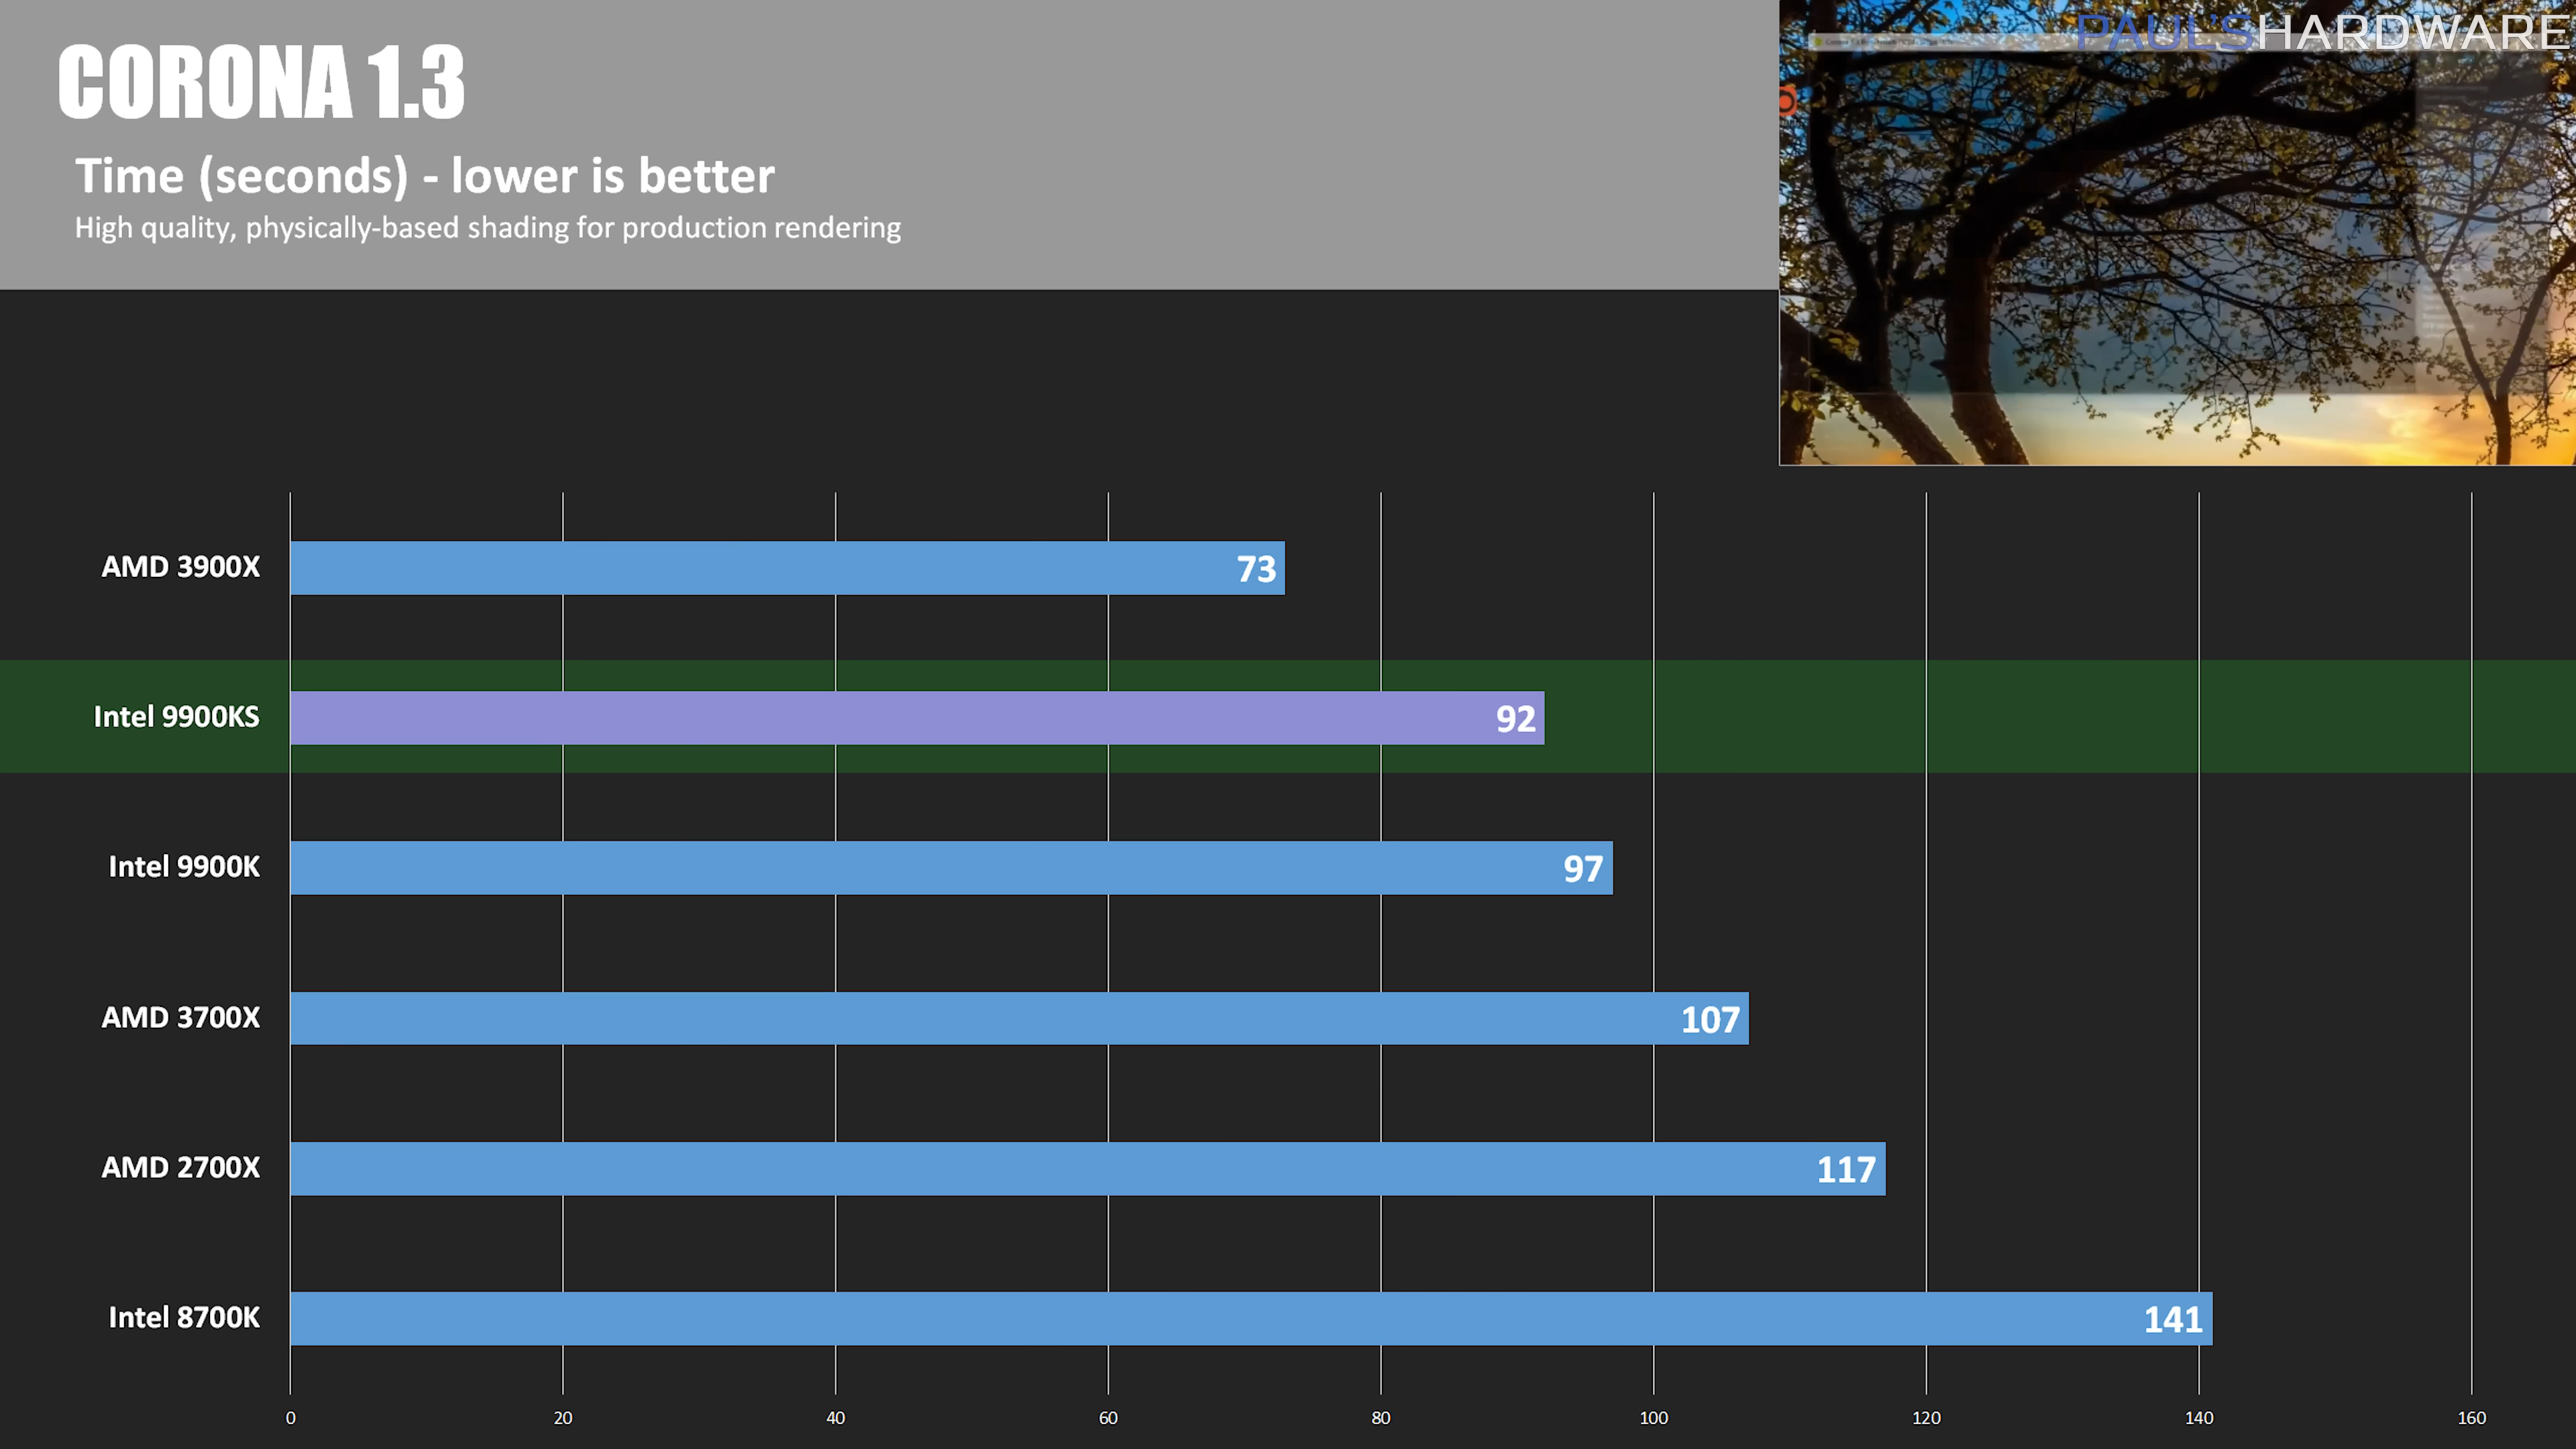 CORONA 1.3
PAUL'SHARDWARE
Time (seconds) - lower is better
High quality, physically-based shading for production rendering
AMD 3900X 73
Intel 9900KS 92
Intel 9900K 97
AMD 3700X 107
AMD 2700X 117
Intel 8700K 141
0 20 40 60 80 100 120 140 160